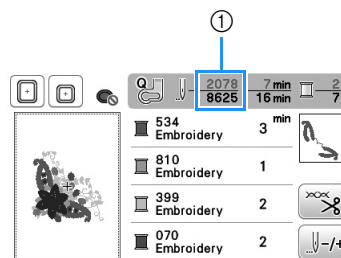 ①
Q 2078 7 min 2
8625 16 min 7
534
Embroidery 3 min
810
Embroidery 1
399
Embroidery 2
070
Embroidery 2
-/+